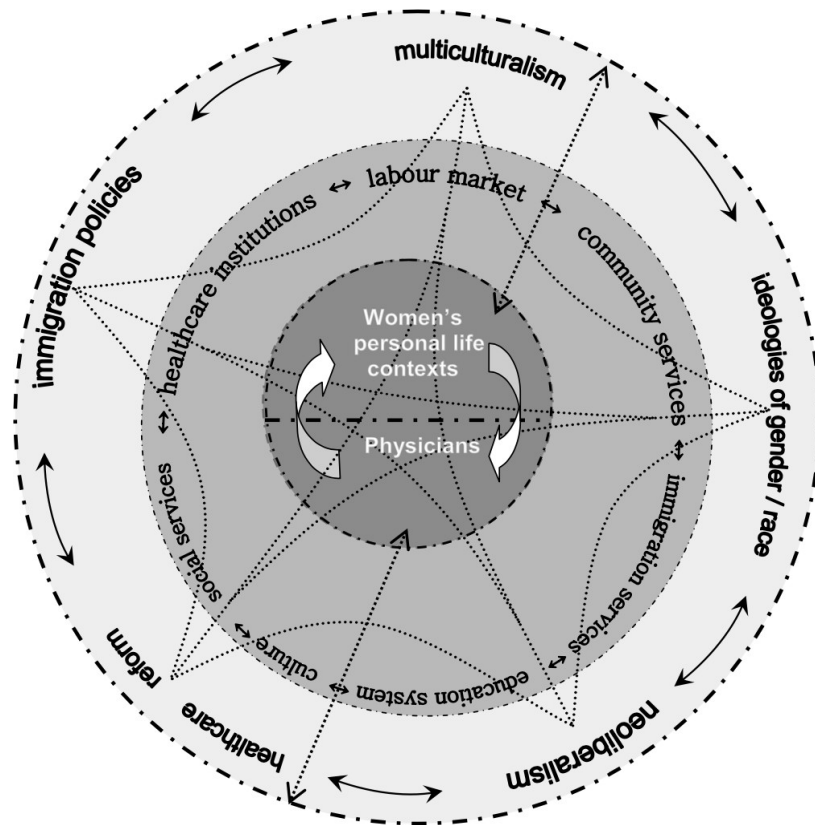 multiculturalism
ideologies of gender / race
neoliberalism
healthcare
reform
immigration policies
labour market
community services
immigration services
education system
culture
social services
healthcare institutions
Women's
personal life
contexts
Physicians